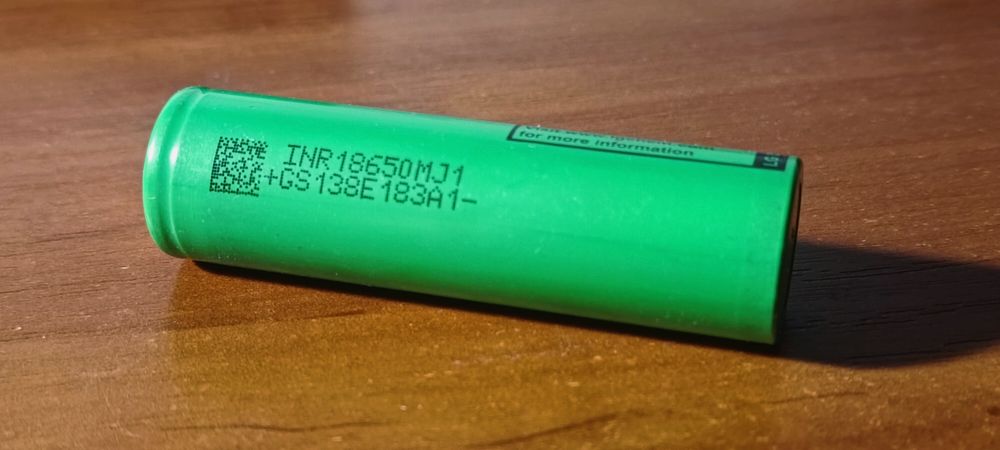 INR18650MJ1
+GS138E183A1-
for more information